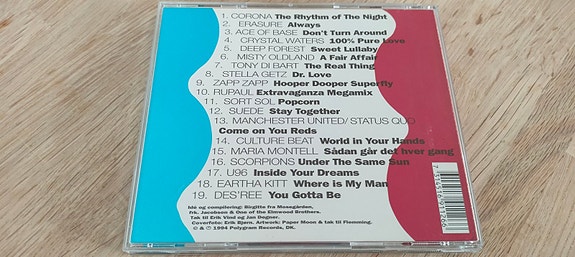 1. CORONA The Rhythm of The Night
2. ERASURE Always
3. ACE OF BASE Don't Turn Around
4. CRYSTAL WATERS 100% Pure Love
5. DEEP FOREST Sweet Lullaby
6. MISTY OLDLAND A Fair Affair
7. TONY DI BART The Real Thing
8. STELLA GETZ Dr. Love
9. ZAPP ZAPP Hooper Dooper Superfly
10. RUPAUL Extravaganza Megamix
11. SORT SOL Popcorn
12. SUEDE Stay Together
13. MANCHESTER UNITED/ STATUS QUO
Come on You Reds
14. CULTURE BEAT World in Your Hands
15. MARIA MONTELL Sådan går det hver gang
16. SCORPIONS Under The Same Sun
17. U96 Inside Your Dreams
18. EARTHA KITT Where is My Man
19. DES'REE You Gotta Be
Idé og compilering: Birgitte fra Mosegården,
frk. Jacobsen & One of the Elmwood Brothers.
Tak til Erik Vind og Jan Degner.
Coverfoto: Erik Bjørn. Artwork: Paper Moon & tak til Flemming.
© & ℗ 1994 Polygram Records, DK.